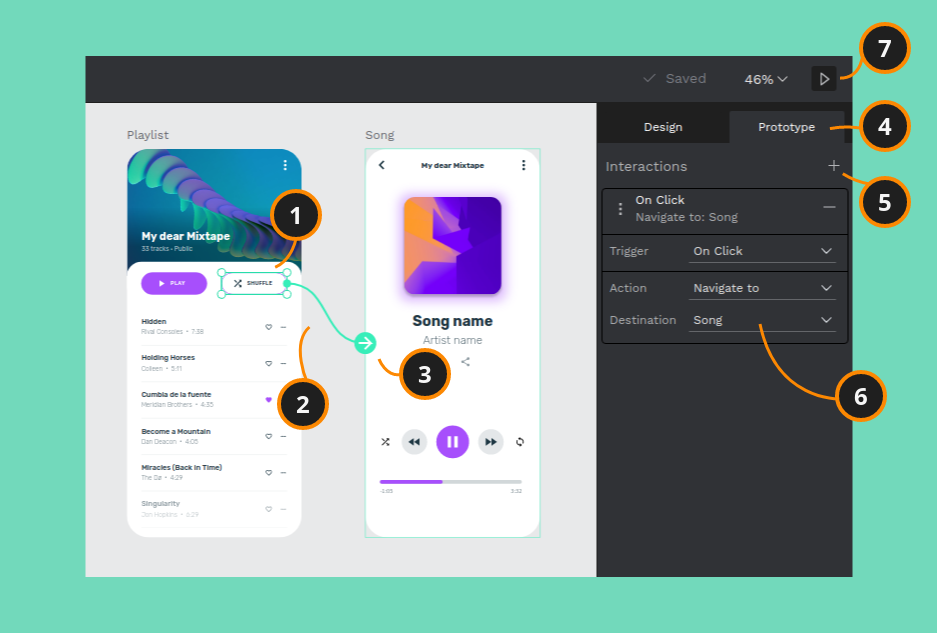 7
Saved
46%
Design
Prototype
4
Playlist
Song
Interactions
5
My dear Mixtape
1
My dear Mixtape
33 tracks • Public
On Click
Navigate to: Song
Trigger
On Click
PLAY
SHUFFLE
Action
Navigate to
Destination
Song
Hidden
Rival Consoles • 7:38
Song name
Artist name
Holding Horses
Colleen • 5:11
3
Cumbia de la fuente
Meridian Brothers • 4:35
2
6
Become a Mountain
Dan Deacon • 4:05
Miracles (Back in Time)
The Dø • 4:29
-1:05
3:32
Singularity
Jon Hopkins • 6:29